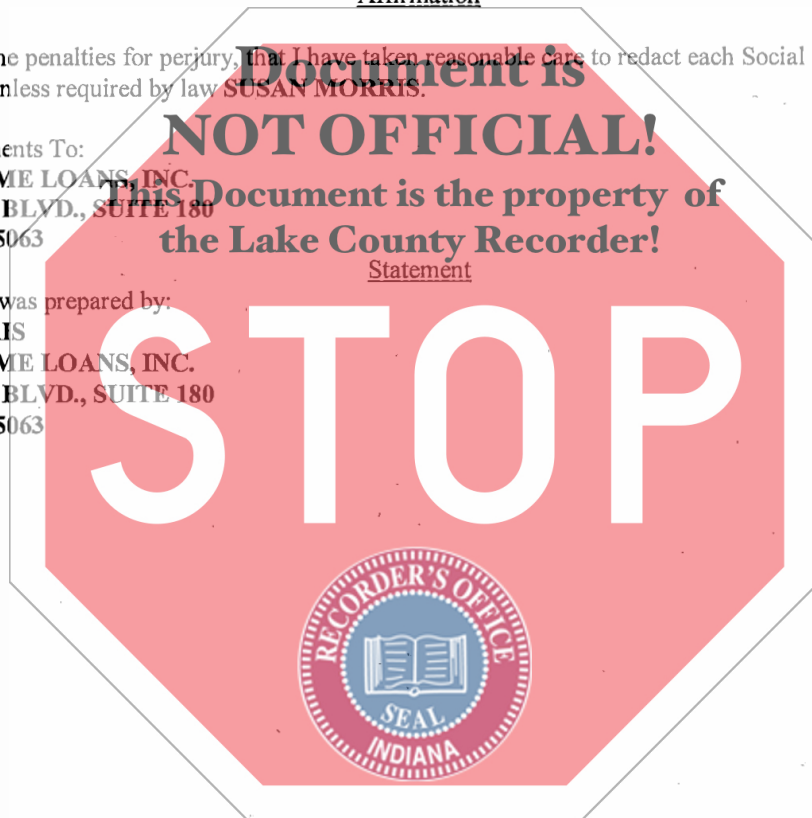 Affirmation
he penalties for perjury, that I have taken reasonable care to redact each Social
nless required by law SUSAN MORRIS.
Document is
NOT OFFICIAL!
This Document is the property of
the Lake County Recorder!
ents To:
ME LOANS, INC.
BLVD., SUITE 180
5063
Statement
was prepared by:
IS
ME LOANS, INC.
BLVD., SUITE 180
5063
STOP
RECORDER'S OFFICE
SEAL
INDIANA